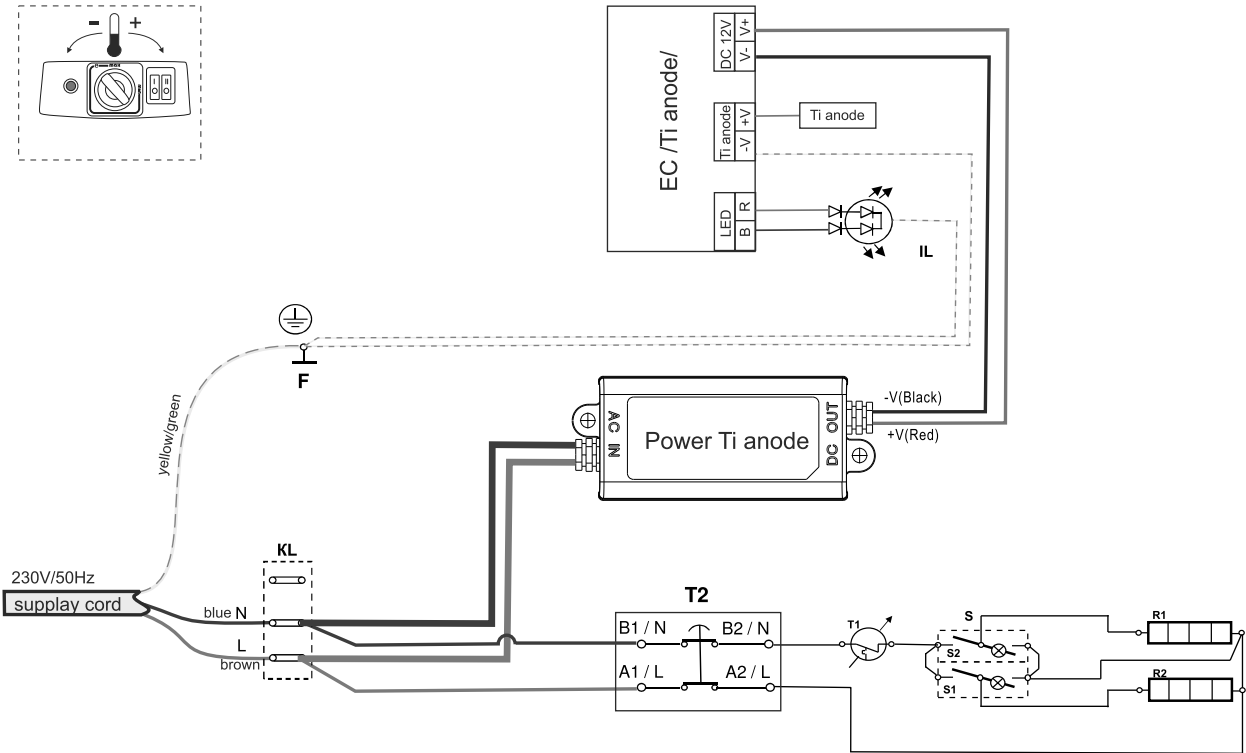 - +
max
I II
EC /Ti anode/
DC 12V
V+
V-
Ti anode
+V
-V
Ti anode
LED
R
B
IL
F
yellow/green
AC IN
Power Ti anode
DC OUT
-V(Black)
+V(Red)
KL
230V/50Hz
supplay cord
blue N
L
brown
T2
B1 / N
B2 / N
A1 / L
A2 / L
T1
S
S2
S1
R1
R2